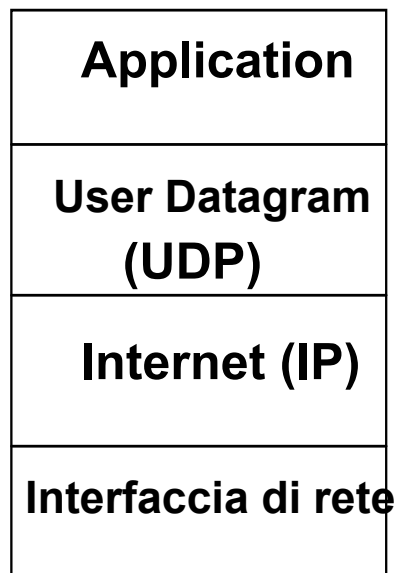 Application
User Datagram
(UDP)
Internet (IP)
Interfaccia di rete